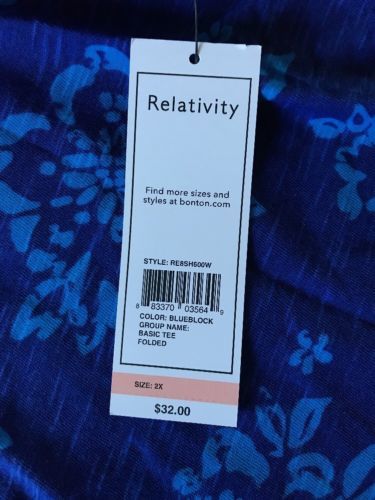 Relativity
Find more sizes and
styles at bonton.com
STYLE: RE8SH600W
8 83370 03564 9
COLOR: BLUEBLOCK
GROUP NAME:
BASIC TEE
FOLDED
SIZE: 2X
$32.00